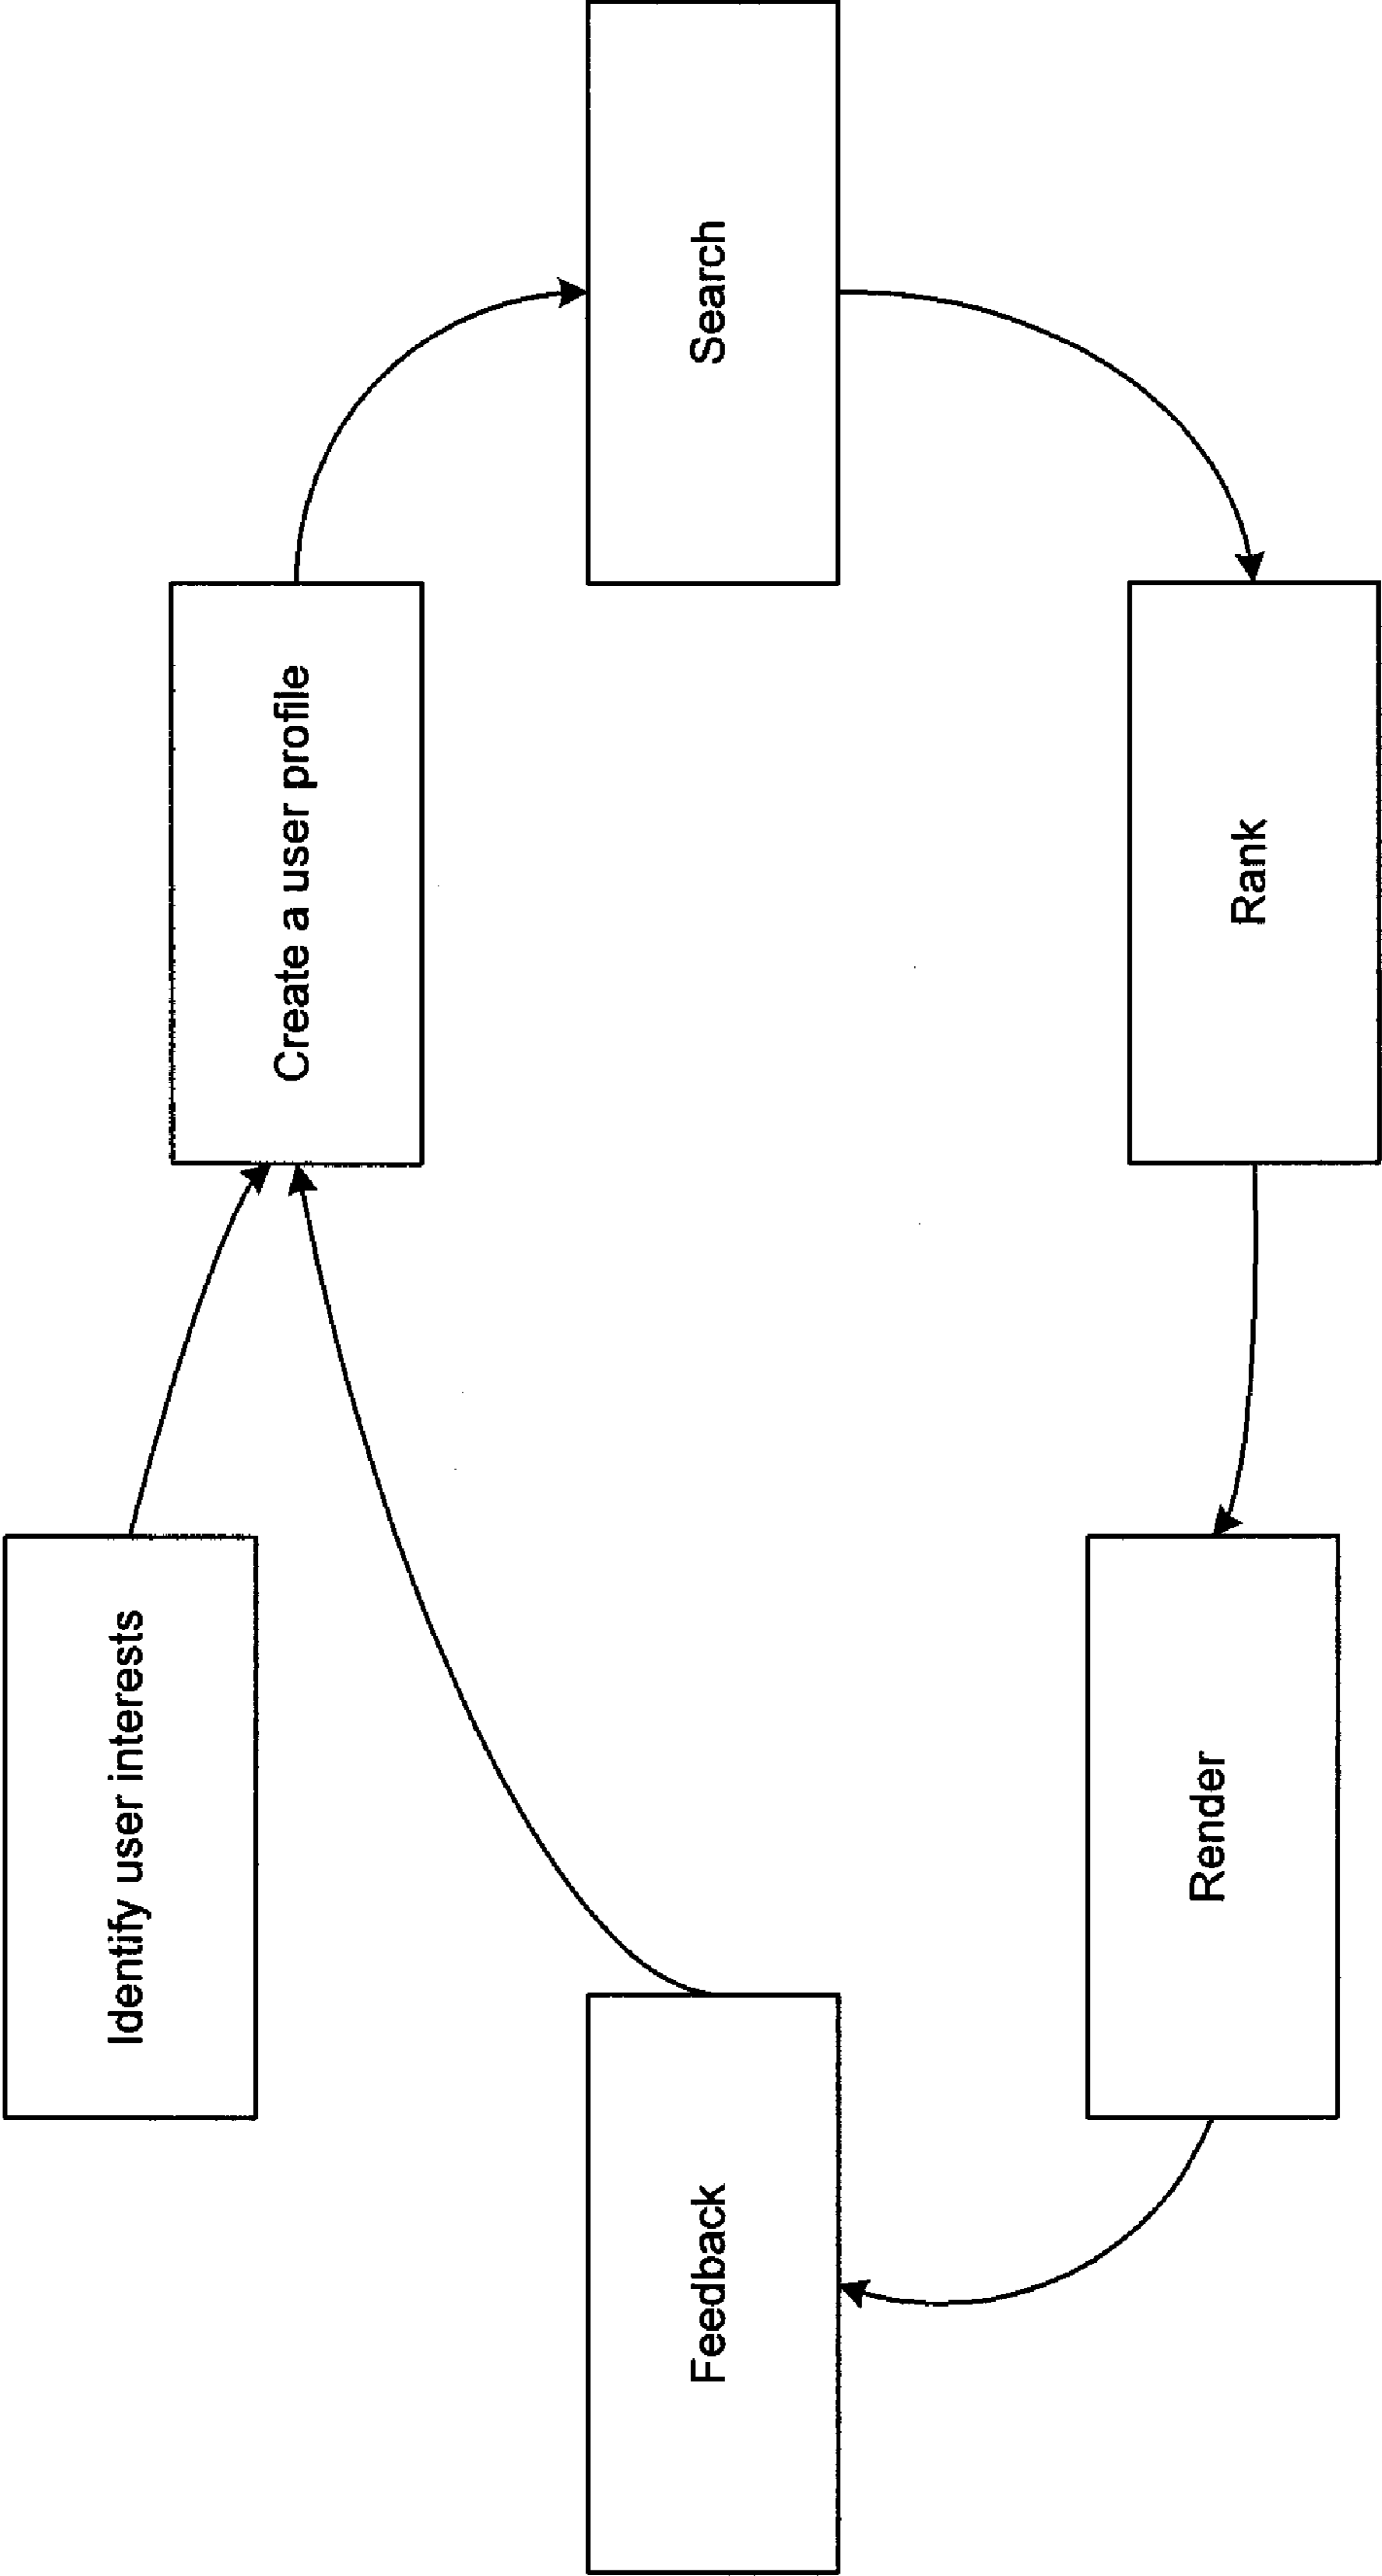 Identify user interests
Create a user profile
Search
Rank
Render
Feedback